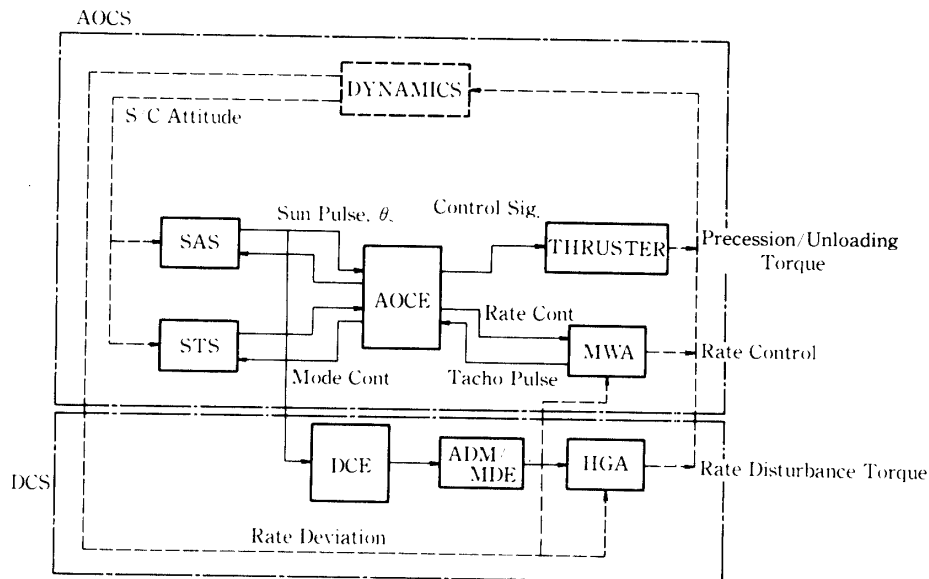 AOCS
DYNAMICS
S/C Attitude
Sun Pulse, θs
Control Sig.
SAS
THRUSTER
Precession/Unloading
Torque
AOCE
Rate Cont
STS
MWA
Rate Control
Mode Cont
Tacho Pulse
DCS
DCE
ADM/
MDE
HGA
Rate Disturbance Torque
Rate Deviation